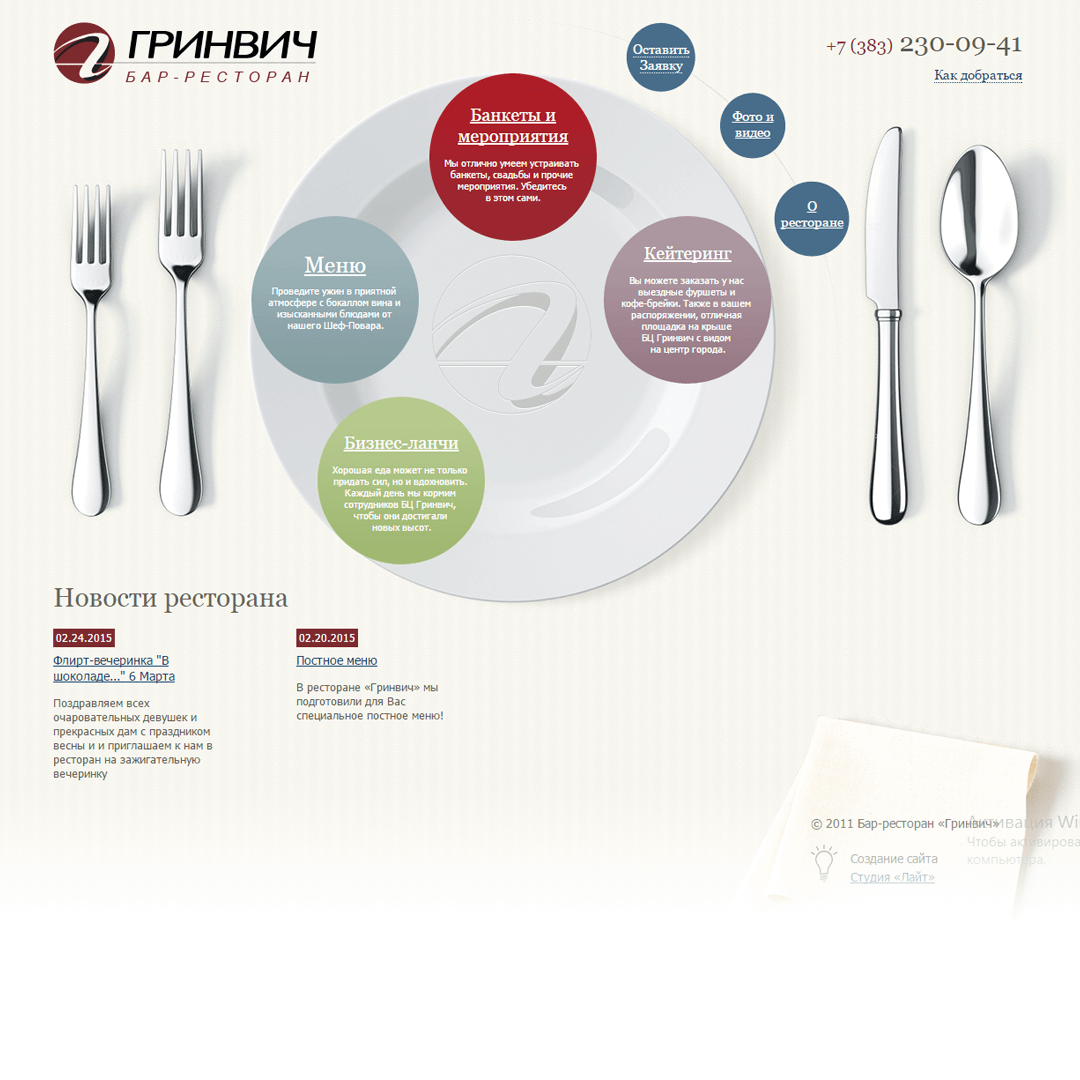 ГРИНВИЧ
БАР-РЕСТОРАН
+7 (383) 230-09-41
Как добраться
Оставить
Заявку
Фото и
видео
О
ресторане
Банкеты и
мероприятия
Мы отлично умеем устраивать
банкеты, свадьбы и прочие
мероприятия. Убедитесь
в этом сами.
Меню
Проведите ужин в приятной
атмосфере с бокаллом вина и
изысканными блюдами от
нашего Шеф-Повара.
Кейтеринг
Вы можете заказать у нас
выездные фуршеты и
кофе-брейки. Также в вашем
распоряжении, отличная
площадка на крыше
БЦ Гринвич с видом
на центр города.
Бизнес-ланчи
Хорошая еда может не только
придать сил, но и вдохновить.
Каждый день мы кормим
сотрудников БЦ Гринвич,
чтобы они достигали
новых высот.
Новости ресторана
02.24.2015
Флирт-вечеринка "В
шоколаде..." 6 Марта
Поздравляем всех
очаровательных девушек и
прекрасных дам с праздником
весны и и приглашаем к нам в
ресторан на зажигательную
вечеринку
02.20.2015
Постное меню
В ресторане «Гринвич» мы
подготовили для Вас
специальное постное меню!
© 2011 Бар-ресторан «Гринвич»
Создание сайта
Студия «Лайт»
Активация Wi
Чтобы активирова
компьютера.